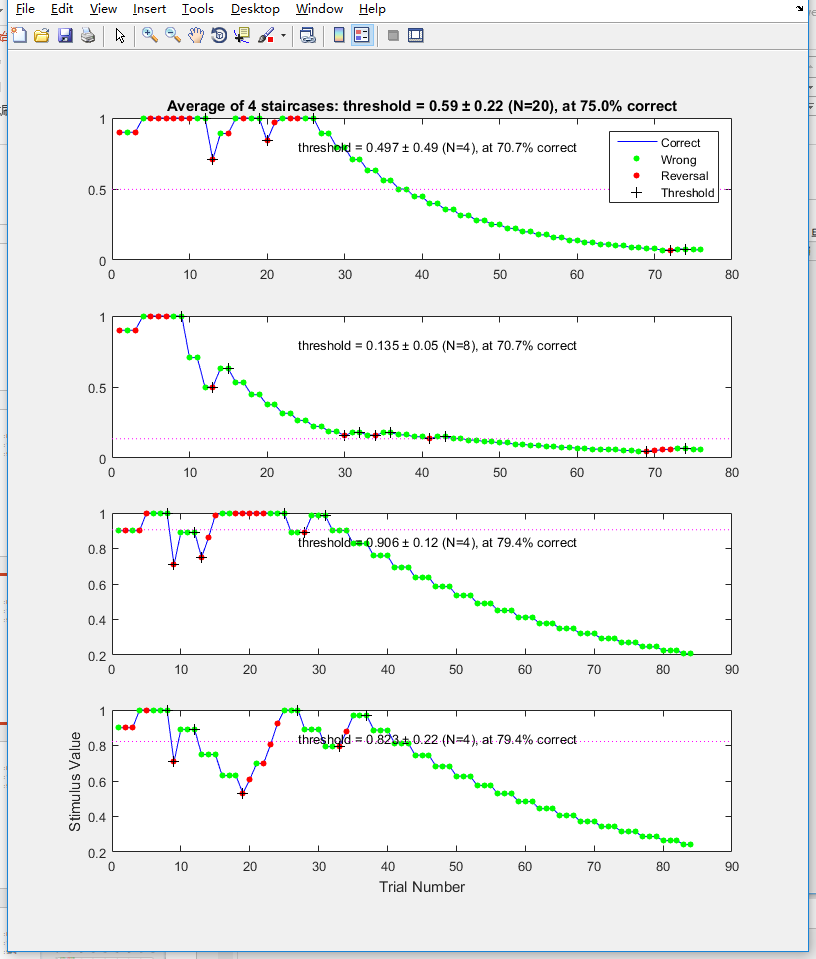 File Edit View Insert Tools Desktop Window Help
Average of 4 staircases: threshold = 0.59 ± 0.22 (N=20), at 75.0% correct
1
0.5
0
threshold = 0.497 ± 0.49 (N=4), at 70.7% correct
Correct
Wrong
Reversal
Threshold
0 10 20 30 40 50 60 70 80
1
0.5
0
threshold = 0.135 ± 0.05 (N=8), at 70.7% correct
0 10 20 30 40 50 60 70 80
1
0.8
0.6
0.4
0.2
threshold = 0.906 ± 0.12 (N=4), at 79.4% correct
0 10 20 30 40 50 60 70 80 90
1
0.8
0.6
0.4
0.2
threshold = 0.823 ± 0.22 (N=4), at 79.4% correct
Stimulus Value
0 10 20 30 40 50 60 70 80 90
Trial Number